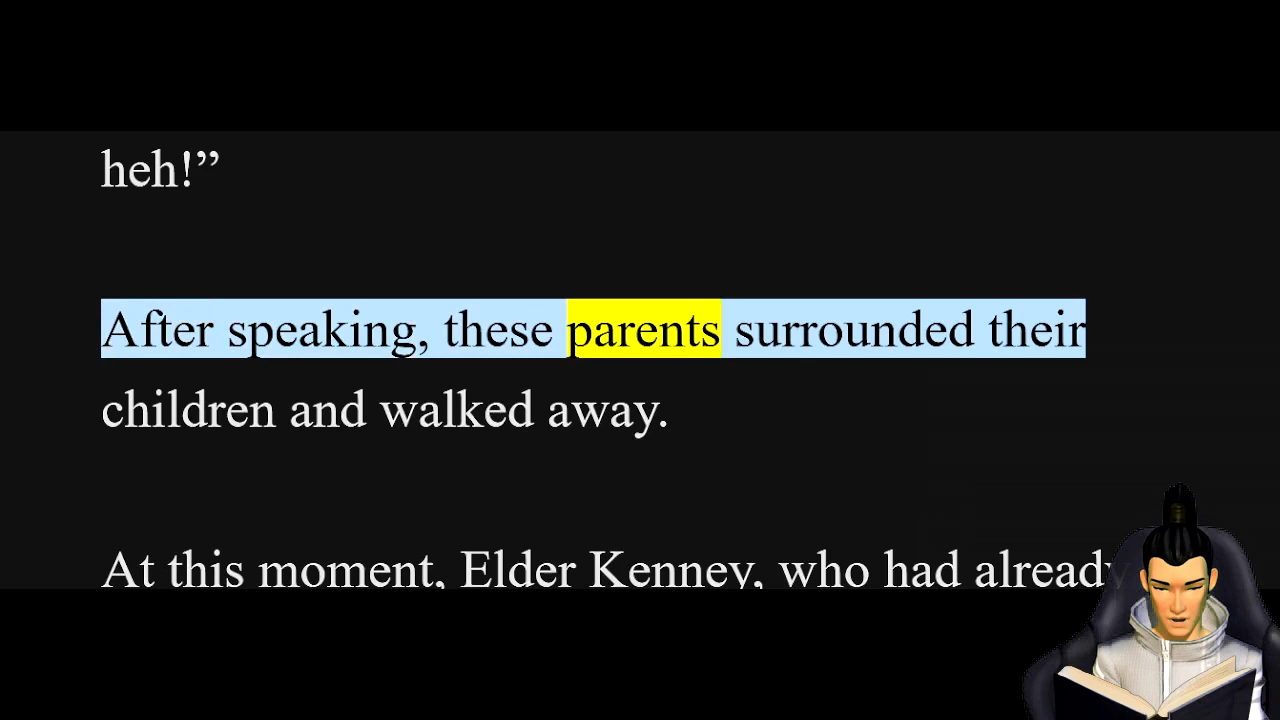 heh!”
After speaking, these parents surrounded their
children and walked away.
At this moment, Elder Kenney, who had already